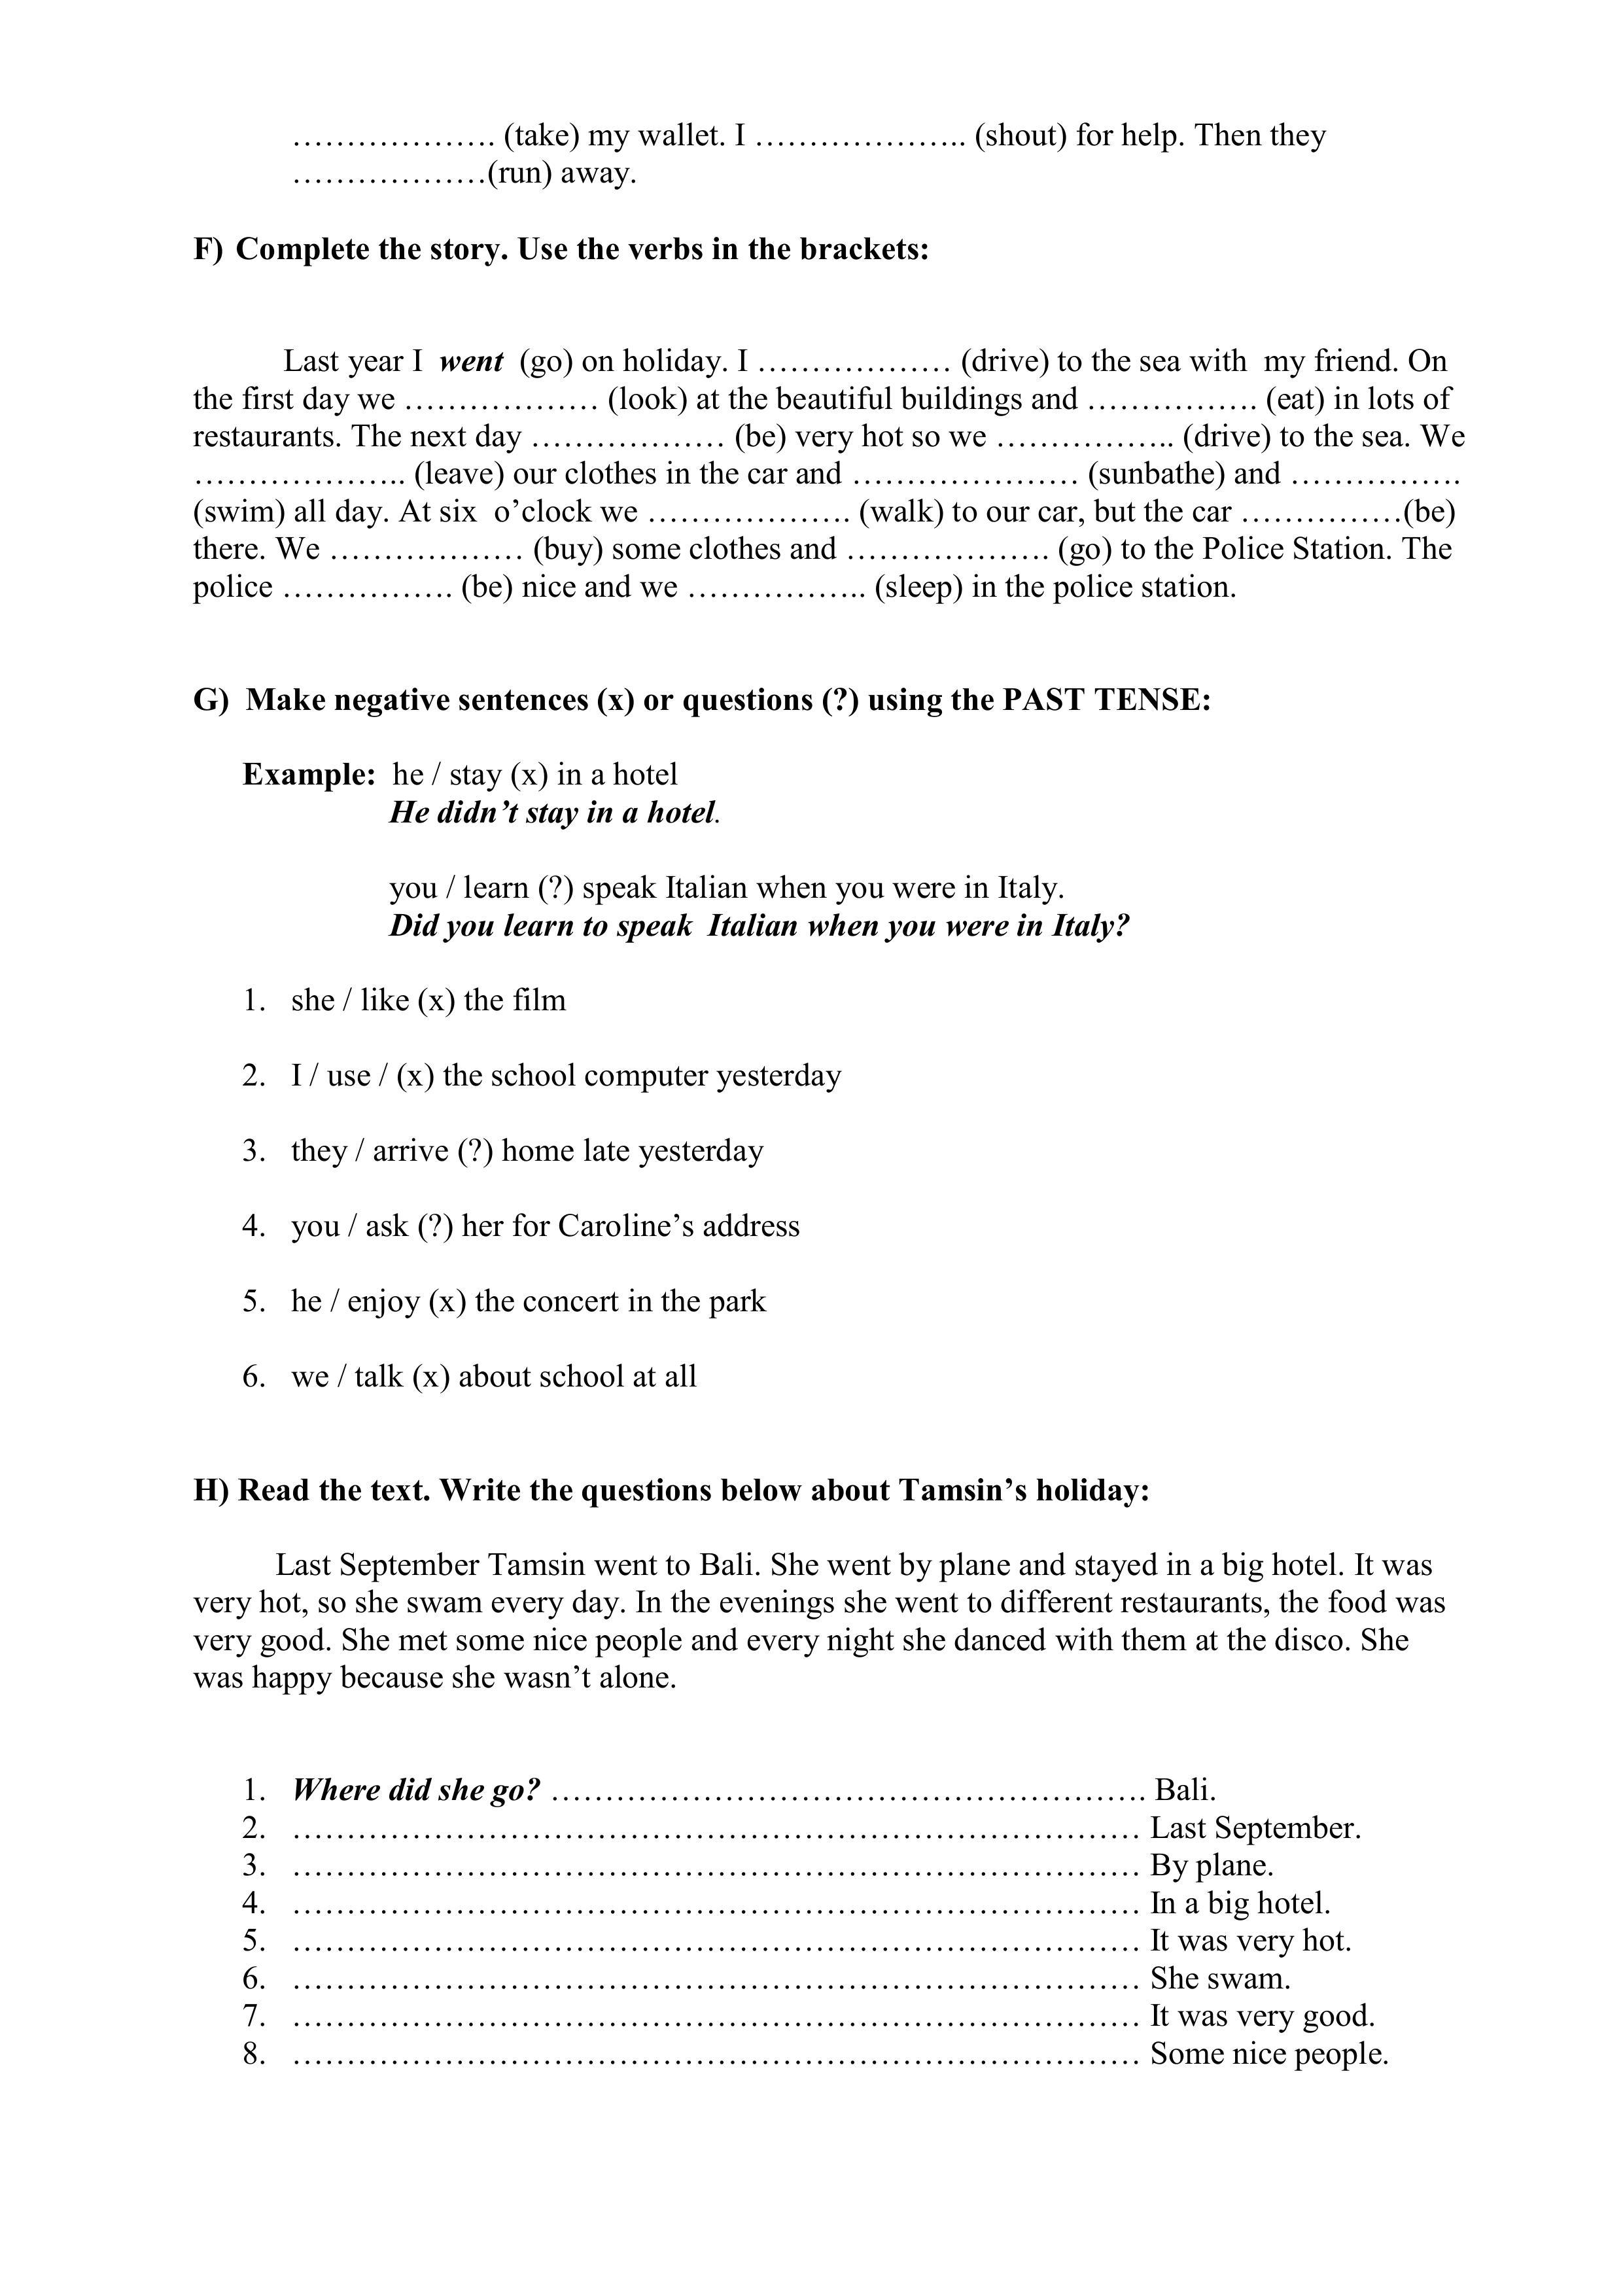 ………………… (take) my wallet. I ………………….. (shout) for help. Then they
………………(run) away.
F) Complete the story. Use the verbs in the brackets:
Last year I went (go) on holiday. I ……………… (drive) to the sea with my friend. On
the first day we ……………… (look) at the beautiful buildings and ……………. (eat) in lots of
restaurants. The next day ……………… (be) very hot so we …………….. (drive) to the sea. We
………………….. (leave) our clothes in the car and ………………… (sunbathe) and …………….
(swim) all day. At six o’clock we ………………… (walk) to our car, but the car ……………(be)
there. We ……………… (buy) some clothes and ………………… (go) to the Police Station. The
police ……………. (be) nice and we …………….. (sleep) in the police station.
G) Make negative sentences (x) or questions (?) using the PAST TENSE:
Example: he / stay (x) in a hotel
He didn’t stay in a hotel.
you / learn (?) speak Italian when you were in Italy.
Did you learn to speak Italian when you were in Italy?
1. she / like (x) the film
2. I / use / (x) the school computer yesterday
3. they / arrive (?) home late yesterday
4. you / ask (?) her for Caroline’s address
5. he / enjoy (x) the concert in the park
6. we / talk (x) about school at all
H) Read the text. Write the questions below about Tamsin’s holiday:
Last September Tamsin went to Bali. She went by plane and stayed in a big hotel. It was
very hot, so she swam every day. In the evenings she went to different restaurants, the food was
very good. She met some nice people and every night she danced with them at the disco. She
was happy because she wasn’t alone.
1. Where did she go? ………………………………………………. Bali.
2. …………………………………………………………………… Last September.
3. …………………………………………………………………… By plane.
4. …………………………………………………………………… In a big hotel.
5. …………………………………………………………………… It was very hot.
6. …………………………………………………………………… She swam.
7. …………………………………………………………………… It was very good.
8. …………………………………………………………………… Some nice people.